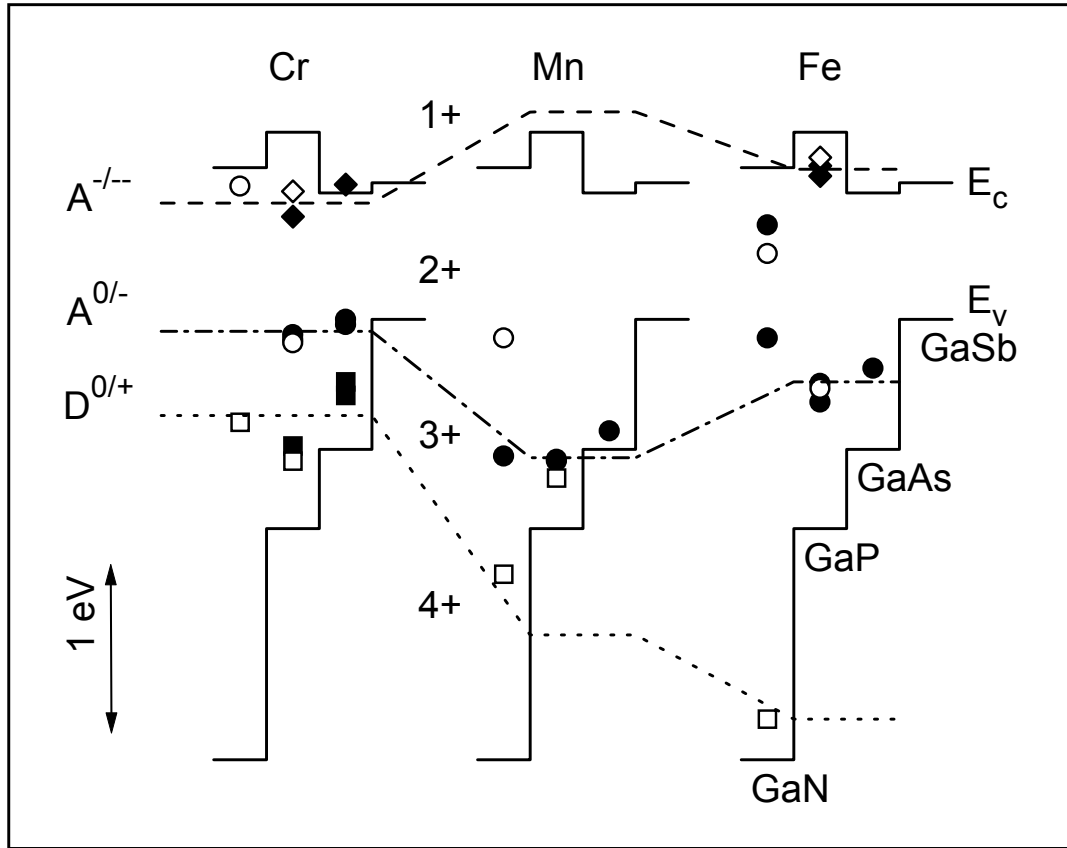 Cr Mn Fe
1+
A-/-- Ec
2+
A0/- Ev
GaSb
D0/+
3+
GaAs
GaP
4+
1 eV
GaN